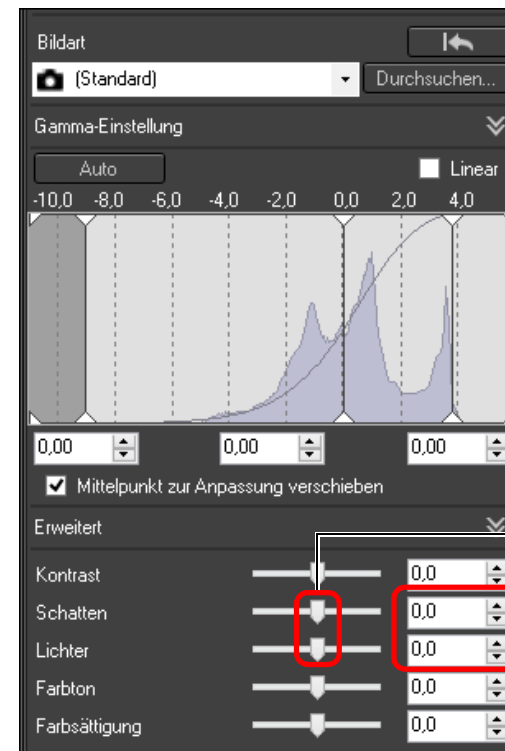 Bildart
(Standard)
Durchsuchen...
Gamma-Einstellung
Auto
Linear
-10,0 -8,0 -6,0 -4,0 -2,0 0,0 2,0 4,0
0,00 0,00 0,00
Mittelpunkt zur Anpassung verschieben
Erweitert
Kontrast 0,0
Schatten 0,0
Lichter 0,0
Farbton 0,0
Farbsättigung 0,0